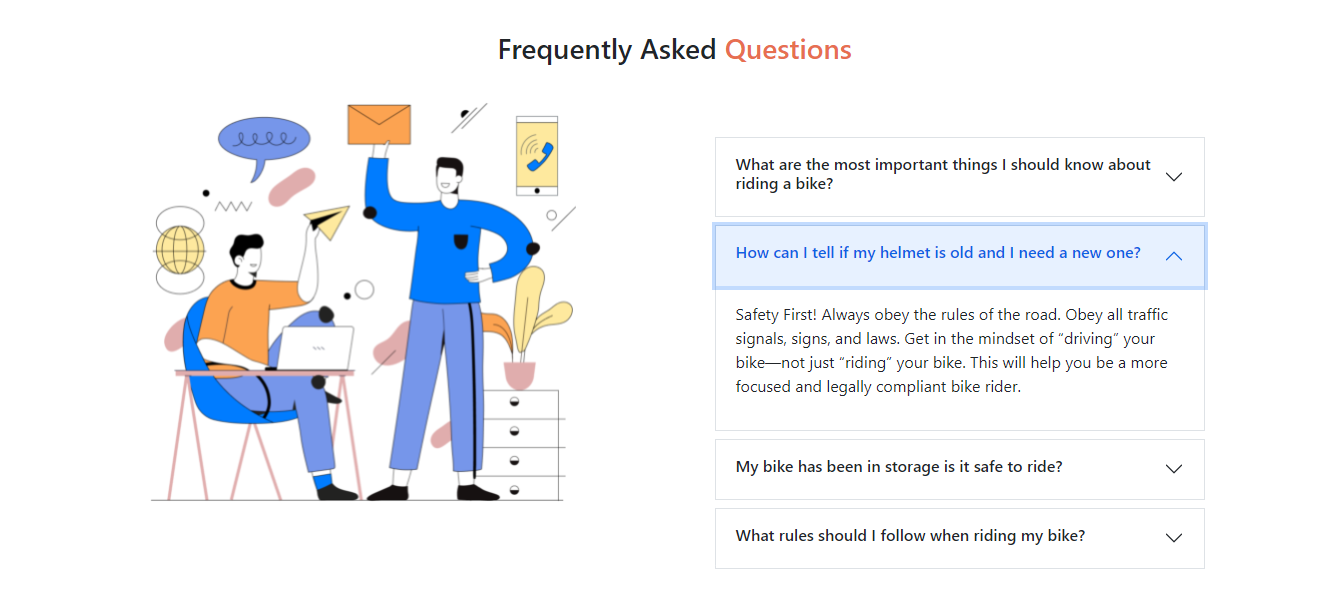 Frequently Asked Questions
What are the most important things I should know about
riding a bike?
How can I tell if my helmet is old and I need a new one?
Safety First! Always obey the rules of the road. Obey all traffic
signals, signs, and laws. Get in the mindset of “driving” your
bike—not just “riding” your bike. This will help you be a more
focused and legally compliant bike rider.
My bike has been in storage is it safe to ride?
What rules should I follow when riding my bike?